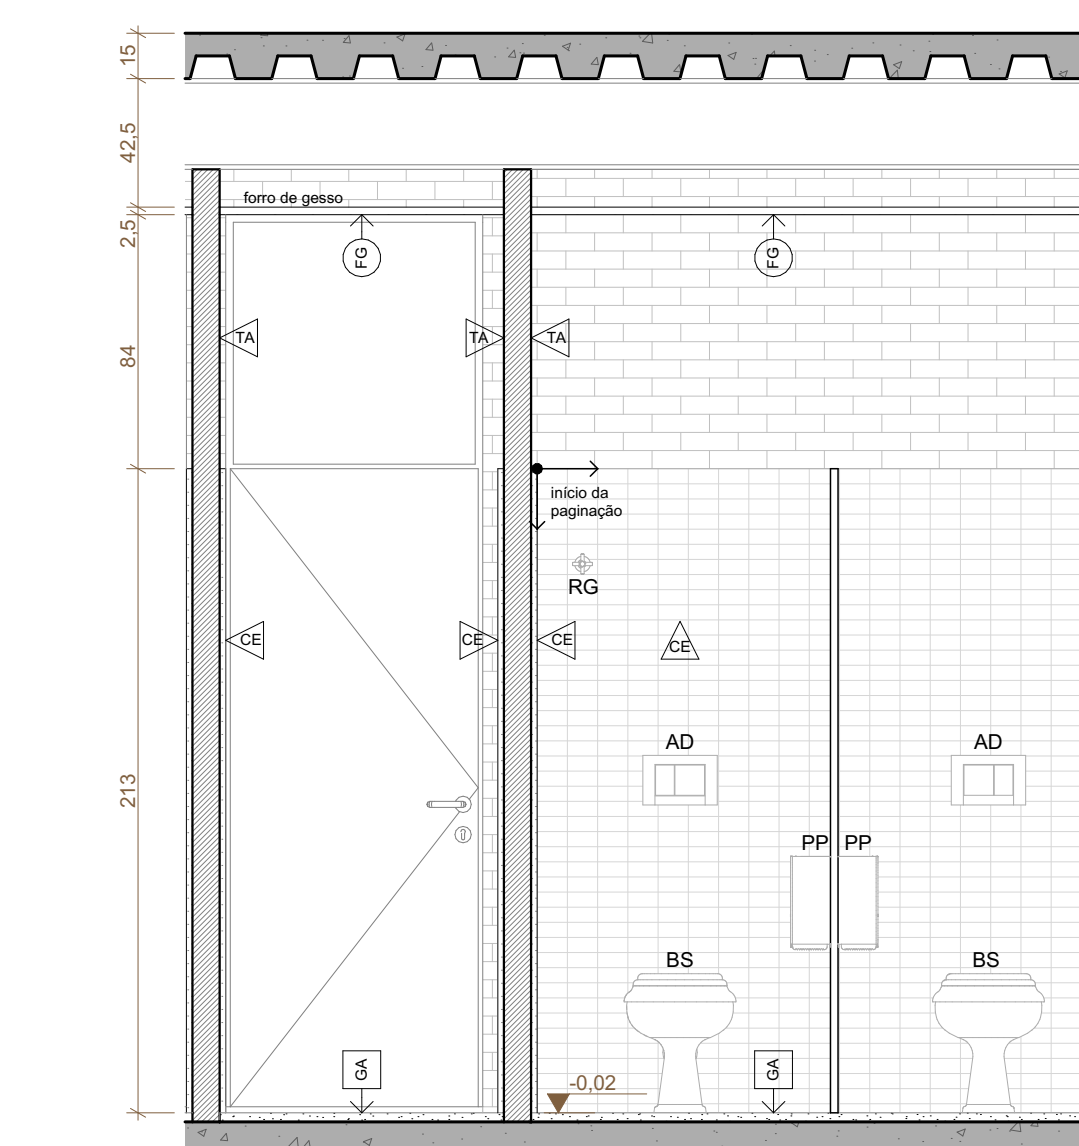 15
42,5
forro de gesso
2,5
FG
FG
TA
TA
TA
84
início da
paginação
RG
CE
CE
CE
CE
AD
AD
213
PP
PP
BS
BS
GA
GA
-0,02